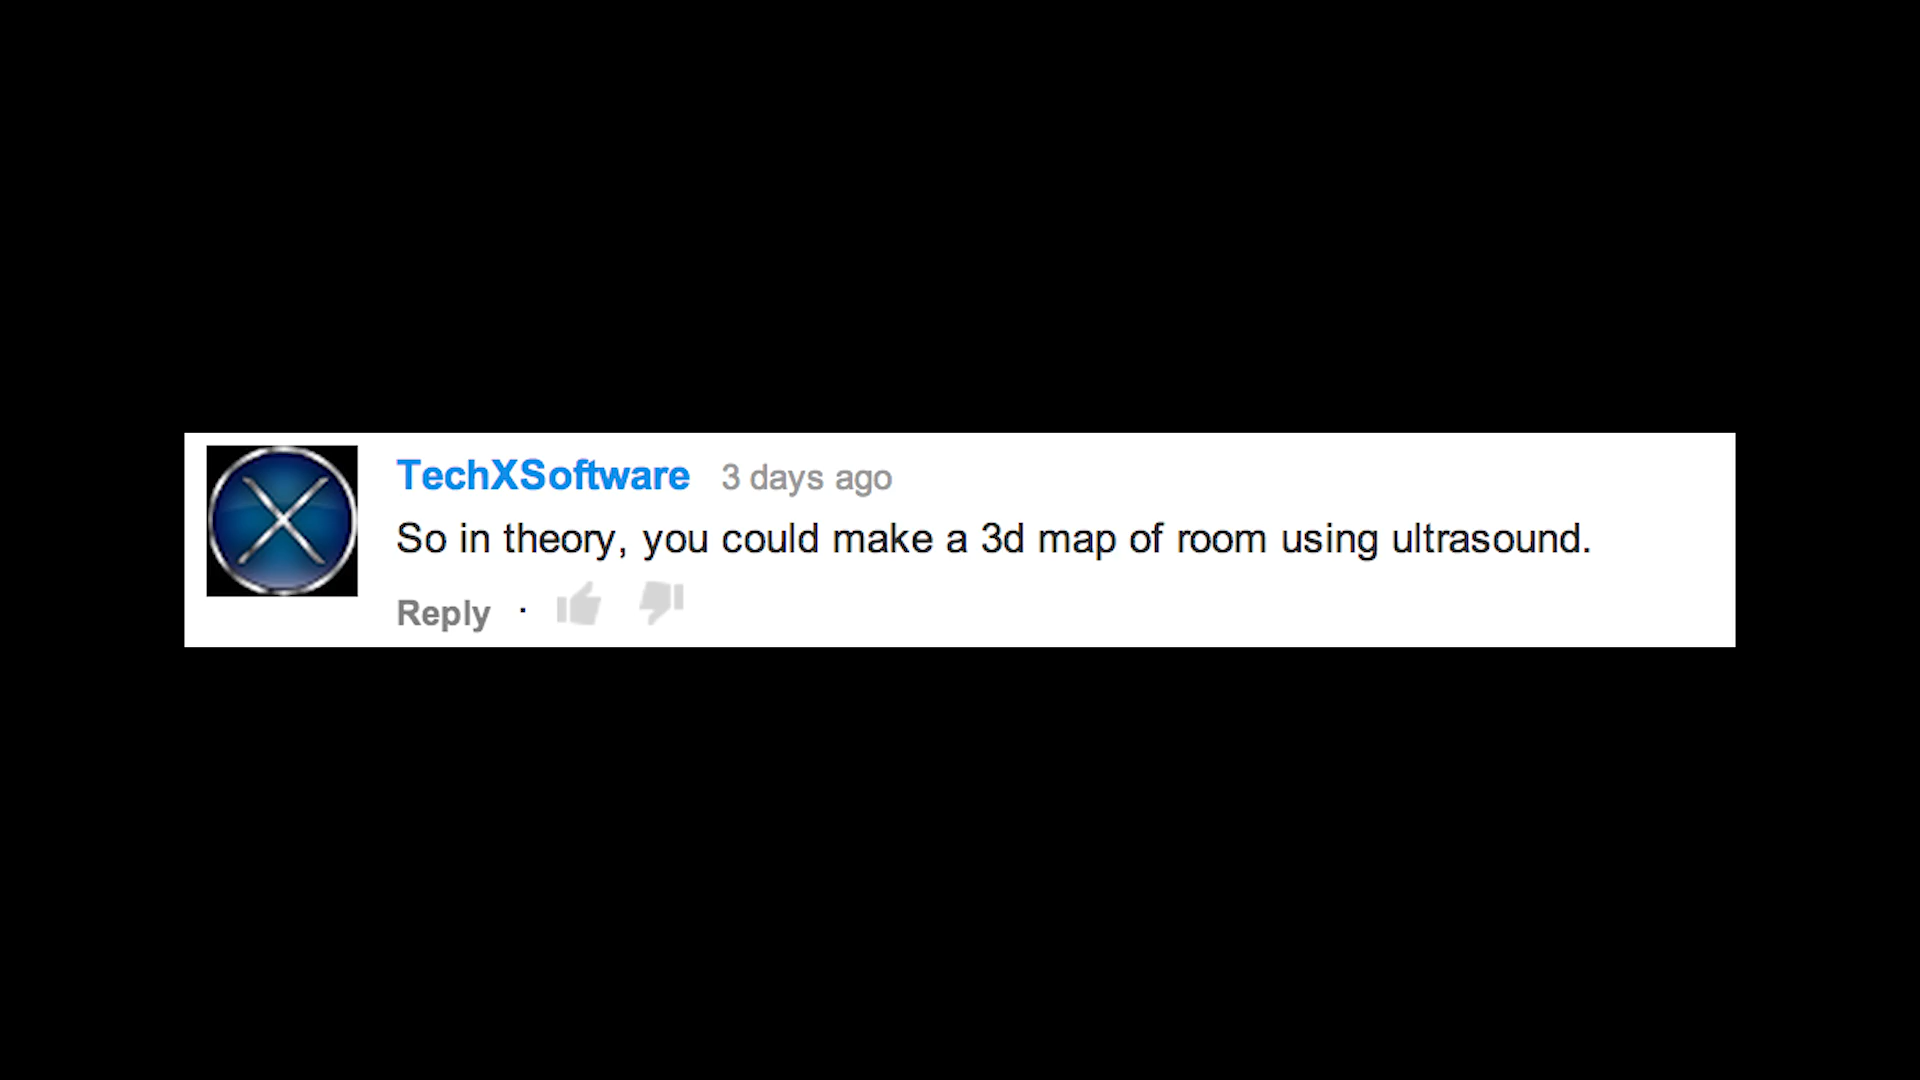 TechXSoftware 3 days ago
So in theory, you could make a 3d map of room using ultrasound.
Reply ·